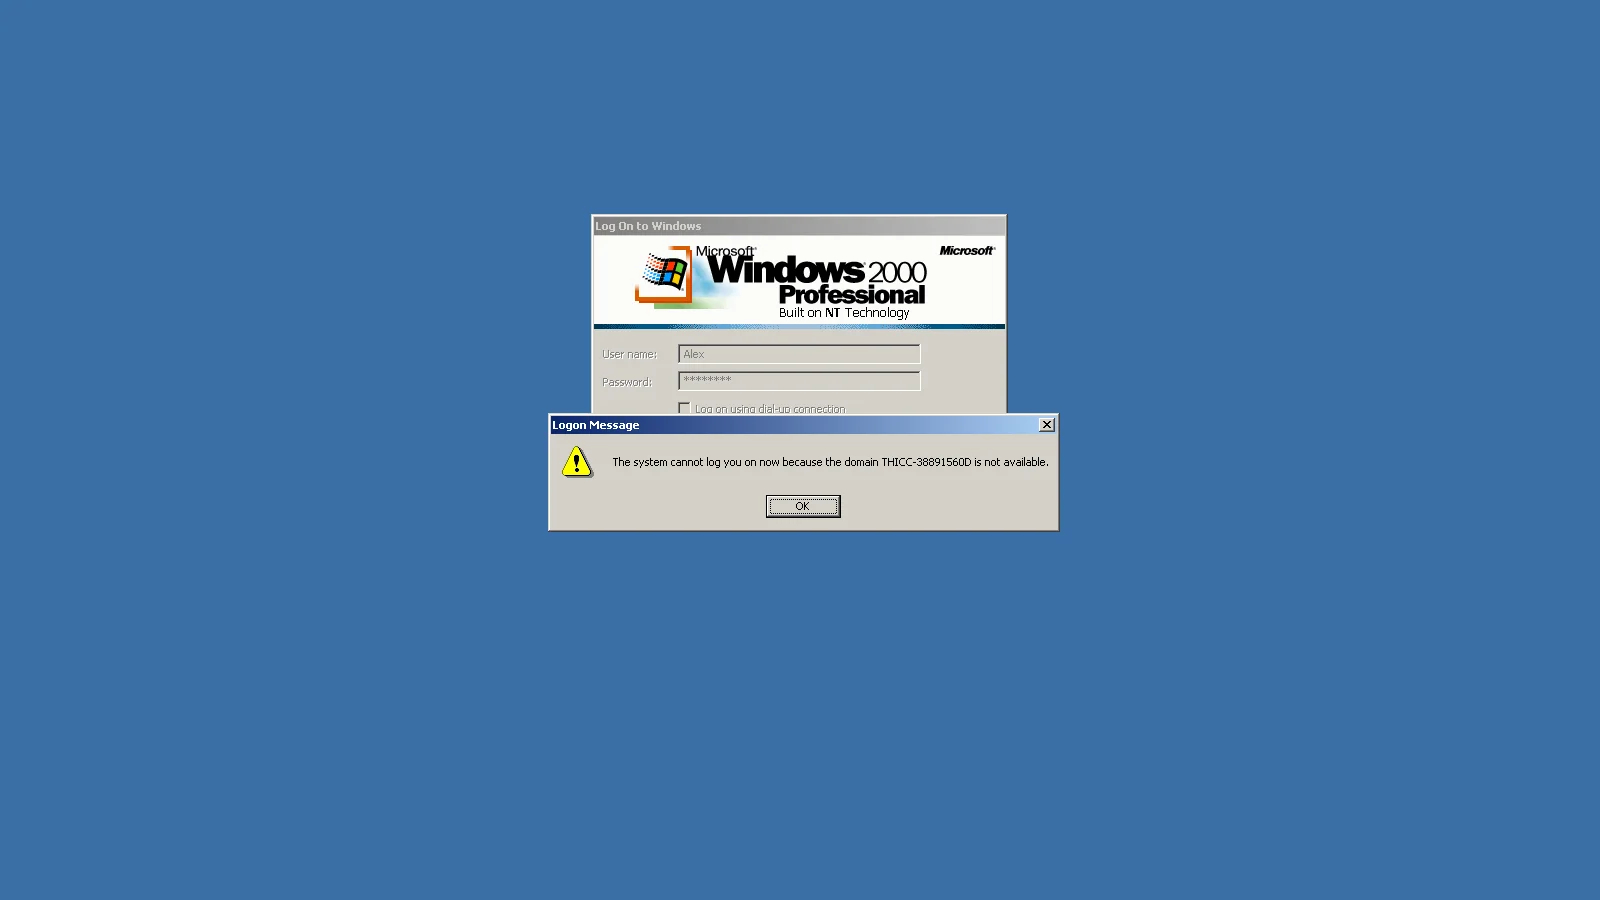 Log On to Windows
Microsoft
Microsoft
Windows 2000
Professional
Built on NT Technology
User name: Alex
Password: ********
Log on using dial-up connection
Logon Message
The system cannot log you on now because the domain THICC-38891560D is not available.
OK